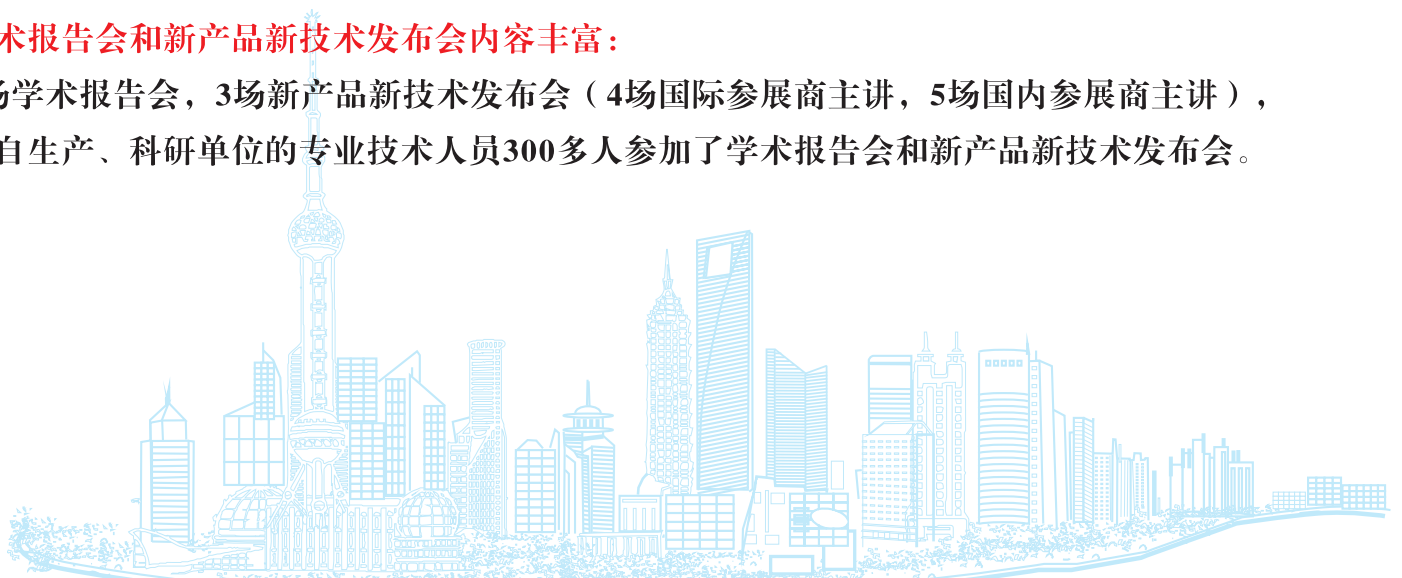 术报告会和新产品新技术发布会内容丰富：
学术报告会，3场新产品新技术发布会（4场国际参展商主讲，5场国内参展商主讲），
自生产、科研单位的专业技术人员300多人参加了学术报告会和新产品新技术发布会。